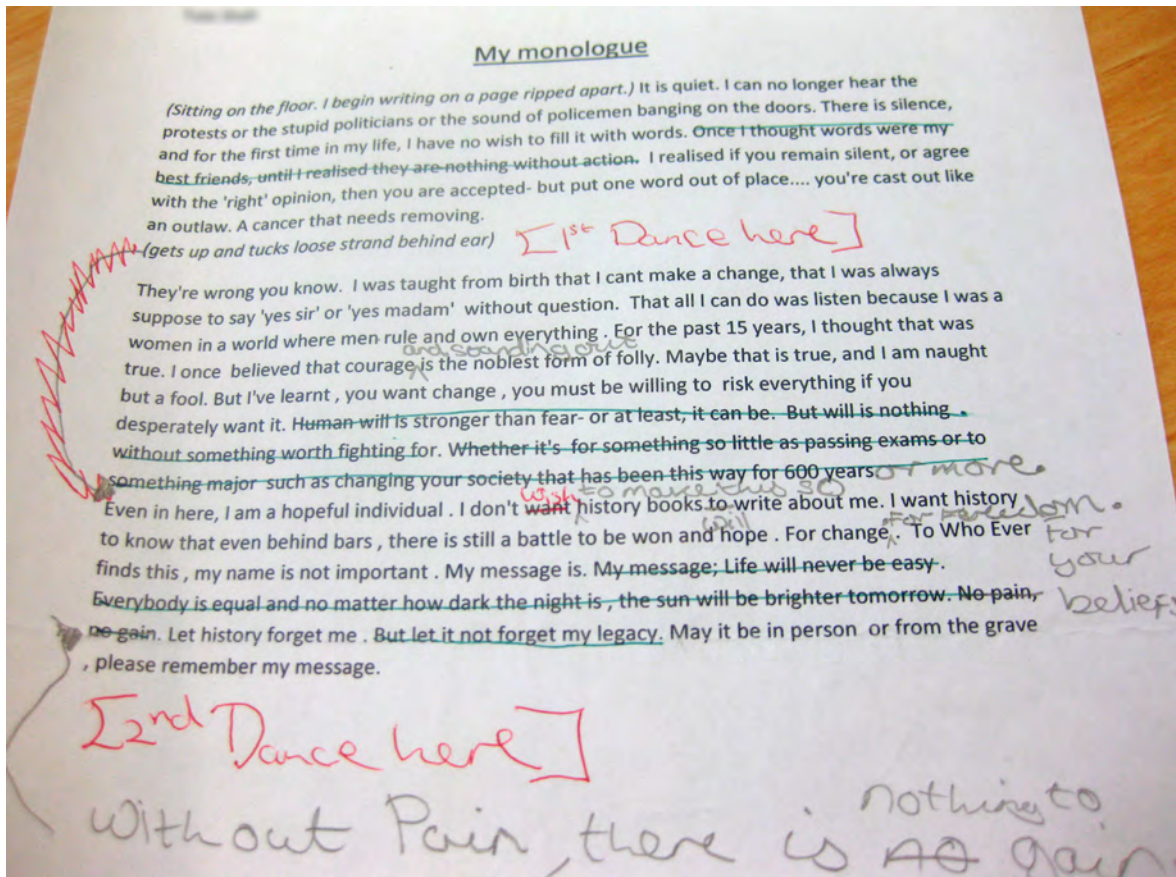 My monologue
(Sitting on the floor. I begin writing on a page ripped apart.) It is quiet. I can no longer hear the
protests or the stupid politicians or the sound of policemen banging on the doors. There is silence,
and for the first time in my life, I have no wish to fill it with words. Once I thought words were my
best friends, until I realised they are nothing without action. I realised if you remain silent, or agree
with the 'right' opinion, then you are accepted- but put one word out of place.... you're cast out like
an outlaw. A cancer that needs removing.
(gets up and tucks loose strand behind ear) [1st Dance here]
They're wrong you know. I was taught from birth that I cant make a change, that I was always
suppose to say 'yes sir' or 'yes madam' without question. That all I can do was listen because I was a
women in a world where men rule and own everything . For the past 15 years, I thought that was
and standing out
true. I once believed that courage is the noblest form of folly. Maybe that is true, and I am naught
but a fool. But I've learnt , you want change , you must be willing to risk everything if you
desperately want it. Human will is stronger than fear- or at least, it can be. But will is nothing .
without something worth fighting for. Whether it's for something so little as passing exams or to
something major such as changing your society that has been this way for 600 years or more.
wish to make this so
Even in here, I am a hopeful individual . I don't want history books to write about me. I want history
will for freedom.
to know that even behind bars , there is still a battle to be won and hope . For change . To Who Ever for
finds this , my name is not important . My message is. My message; Life will never be easy . your
Everybody is equal and no matter how dark the night is , the sun will be brighter tomorrow. No pain, beliefs
no gain. Let history forget me . But let it not forget my legacy. May it be in person or from the grave
, please remember my message.
[2nd Dance here]
nothing to
Without Pain, there is no gain